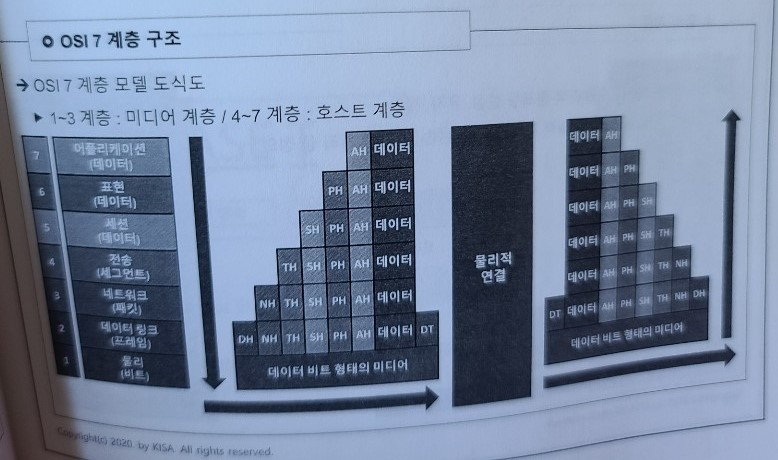 OSI 7 계층 구조
→ OSI 7 계층 모델 도식도
▶ 1~3 계층 : 미디어 계층 / 4~7 계층 : 호스트 계층
7 어플리케이션 (데이터)
6 표현 (데이터)
5 세션 (데이터)
4 전송 (세그먼트)
3 네트워크 (패킷)
2 데이터 링크 (프레임)
1 물리 (비트)
AH 데이터
PH AH 데이터
SH PH AH 데이터
TH SH PH AH 데이터
NH TH SH PH AH 데이터
DH NH TH SH PH AH 데이터 DT
데이터 비트 형태의 미디어
물리적
연결
데이터 AH
데이터 AH PH
데이터 AH PH SH
데이터 AH PH SH TH
데이터 AH PH SH TH NH
DT 데이터 AH PH SH TH NH DH
데이터 비트 형태의 미디어
Copyright(c) 2020. by KISA. All rights reserved.